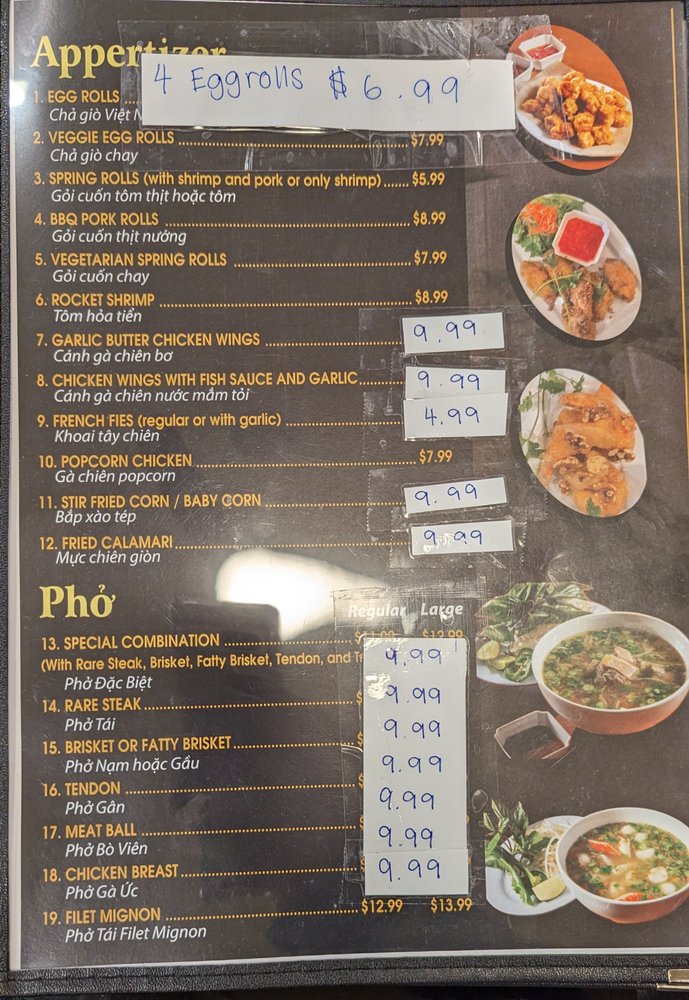 Appetizer
4 Eggrolls $6.99
1. EGG ROLLS
Chả giò Việt
2. VEGGIE EGG ROLLS $7.99
Chả giò chay
3. SPRING ROLLS (with shrimp and pork or only shrimp) $5.99
Gỏi cuốn tôm thịt hoặc tôm
4. BBQ PORK ROLLS $8.99
Gỏi cuốn thịt nướng
5. VEGETARIAN SPRING ROLLS $7.99
Gỏi cuốn chay
6. ROCKET SHRIMP $8.99
Tôm hỏa tiển
7. GARLIC BUTTER CHICKEN WINGS 9.99
Cánh gà chiên bơ
8. CHICKEN WINGS WITH FISH SAUCE AND GARLIC 9.99
Cánh gà chiên nước mắm tỏi
9. FRENCH FIES (regular or with garlic) 4.99
Khoai tây chiên
10. POPCORN CHICKEN $7.99
Gà chiên popcorn
11. STIR FRIED CORN / BABY CORN 9.99
Bắp xào tép
12. FRIED CALAMARI 9.99
Mực chiên giòn
Phở
Regular Large
13. SPECIAL COMBINATION $11.99 $12.99
(With Rare Steak, Brisket, Fatty Brisket, Tendon, and 9.99
Phở Đặc Biệt
14. RARE STEAK 9.99
Phở Tái
15. BRISKET OR FATTY BRISKET 9.99
Phở Nạm hoặc Gầu 9.99
16. TENDON 9.99
Phở Gân
17. MEAT BALL 9.99
Phở Bò Viên
18. CHICKEN BREAST 9.99
Phở Gà Ức
19. FILET MIGNON $12.99 $13.99
Phở Tái Filet Mignon